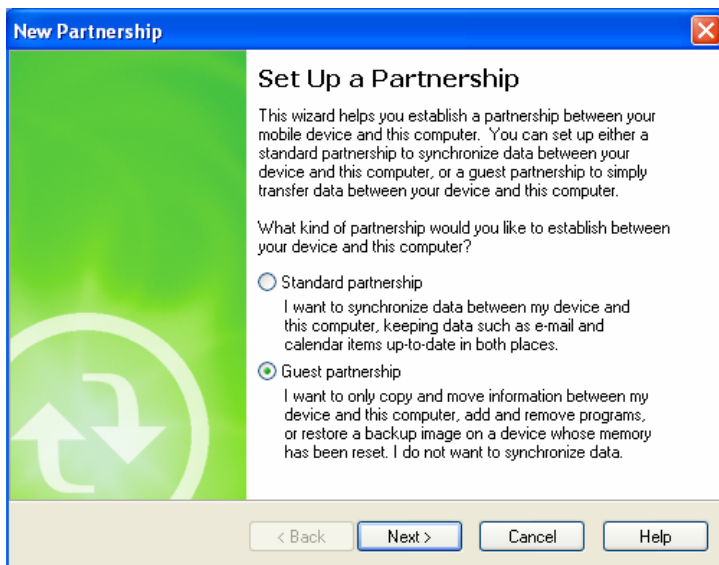 New Partnership
Set Up a Partnership
This wizard helps you establish a partnership between your
mobile device and this computer.  You can set up either a
standard partnership to synchronize data between your
device and this computer, or a guest partnership to simply
transfer data between your device and this computer.
What kind of partnership would you like to establish between
your device and this computer?
Standard partnership
I want to synchronize data between my device and
this computer, keeping data such as e-mail and
calendar items up-to-date in both places.
Guest partnership
I want to only copy and move information between my
device and this computer, add and remove programs,
or restore a backup image on a device whose memory
has been reset. I do not want to synchronize data.
< Back Next > Cancel Help